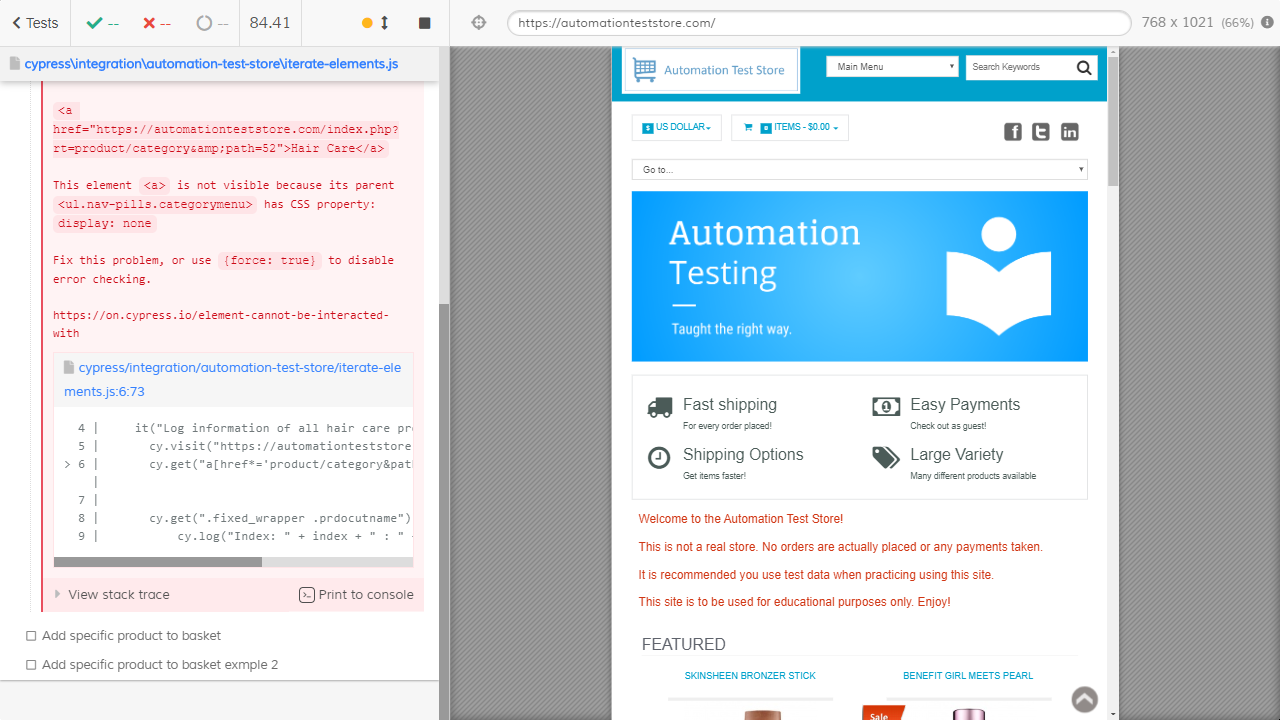 Tests
--
--
--
84.41
https://automationteststore.com/
768 x 1021 (66%)
cypress\integration\automation-test-store\iterate-elements.js
<a
href="https://automationteststore.com/index.php?
rt=product/category&amp;path=52">Hair Care</a>
This element <a> is not visible because its parent
<ul.nav-pills.categorymenu> has CSS property:
display: none
Fix this problem, or use {force: true} to disable
error checking.
https://on.cypress.io/element-cannot-be-interacted-
with
cypress/integration/automation-test-store/iterate-ele
ments.js:6:73
4 | it("Log information of all hair care pro
5 | cy.visit("https://automationteststore
> 6 | cy.get("a[href*='product/category&pat
|
7 |
8 | cy.get(".fixed_wrapper .prdocutname")
9 | cy.log("Index: " + index + " : " +
View stack trace
Print to console
Add specific product to basket
Add specific product to basket exmple 2
Automation Test Store
Main Menu
Search Keywords
$ US DOLLAR
0 ITEMS - $0.00
Go to...
Automation
Testing
Taught the right way.
Fast shipping
For every order placed!
Easy Payments
Check out as guest!
Shipping Options
Get items faster!
Large Variety
Many different products available
Welcome to the Automation Test Store!
This is not a real store. No orders are actually placed or any payments taken.
It is recommended you use test data when practicing using this site.
This site is to be used for educational purposes only. Enjoy!
FEATURED
SKINSHEEN BRONZER STICK
BENEFIT GIRL MEETS PEARL
Sale